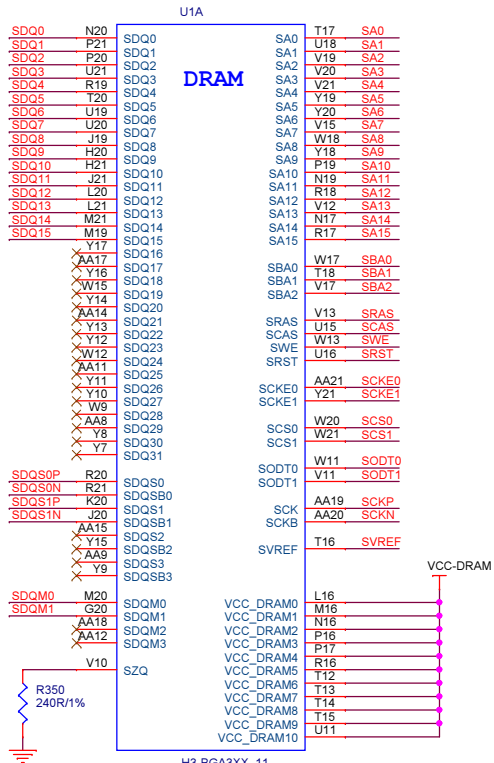 U1A
DRAM
SDQ0 N20 SDQ0 SA0 T17 SA0
SDQ1 P21 SDQ1 SA1 U18 SA1
SDQ2 P20 SDQ2 SA2 V19 SA2
SDQ3 U21 SDQ3 SA3 V20 SA3
SDQ4 R19 SDQ4 SA4 V21 SA4
SDQ5 T20 SDQ5 SA5 Y19 SA5
SDQ6 U19 SDQ6 SA6 Y20 SA6
SDQ7 U20 SDQ7 SA7 V15 SA7
SDQ8 J19 SDQ8 SA8 W18 SA8
SDQ9 H20 SDQ9 SA9 Y18 SA9
SDQ10 H21 SDQ10 SA10 P19 SA10
SDQ11 J21 SDQ11 SA11 N19 SA11
SDQ12 L20 SDQ12 SA12 R18 SA12
SDQ13 L21 SDQ13 SA13 V12 SA13
SDQ14 M21 SDQ14 SA14 N17 SA14
SDQ15 M19 SDQ15 SA15 R17 SA15
Y17 SDQ16
AA17 SDQ17 SBA0 W17 SBA0
Y16 SDQ18 SBA1 T18 SBA1
W15 SDQ19 SBA2 V17 SBA2
Y14 SDQ20
AA14 SDQ21 SRAS V13 SRAS
Y13 SDQ22 SCAS U15 SCAS
Y12 SDQ23 SWE W13 SWE
W12 SDQ24 SRST U16 SRST
AA11 SDQ25
Y11 SDQ26 SCKE0 AA21 SCKE0
Y10 SDQ27 SCKE1 Y21 SCKE1
W9 SDQ28
AA8 SDQ29 SCS0 W20 SCS0
Y8 SDQ30 SCS1 W21 SCS1
Y7 SDQ31
SODT0 W11 SODT0
SDQS0P R20 SDQS0 SODT1 V11 SODT1
SDQS0N R21 SDQSB0
SDQS1P K20 SDQS1 SCK AA19 SCKP
SDQS1N J20 SDQSB1 SCKB AA20 SCKN
AA15 SDQS2
Y15 SDQSB2 SVREF T16 SVREF
AA9 SDQS3
Y9 SDQSB3
VCC-DRAM
SDQM0 M20 SDQM0 VCC_DRAM0 L16
SDQM1 G20 SDQM1 VCC_DRAM1 M16
AA18 SDQM2 VCC_DRAM2 N16
AA12 SDQM3 VCC_DRAM3 P16
VCC_DRAM4 P17
V10 SZQ VCC_DRAM5 R16
VCC_DRAM6 T12
R350 VCC_DRAM7 T13
240R/1% VCC_DRAM8 T14
VCC_DRAM9 T15
VCC_DRAM10 U11
H3 BGA3XX_11